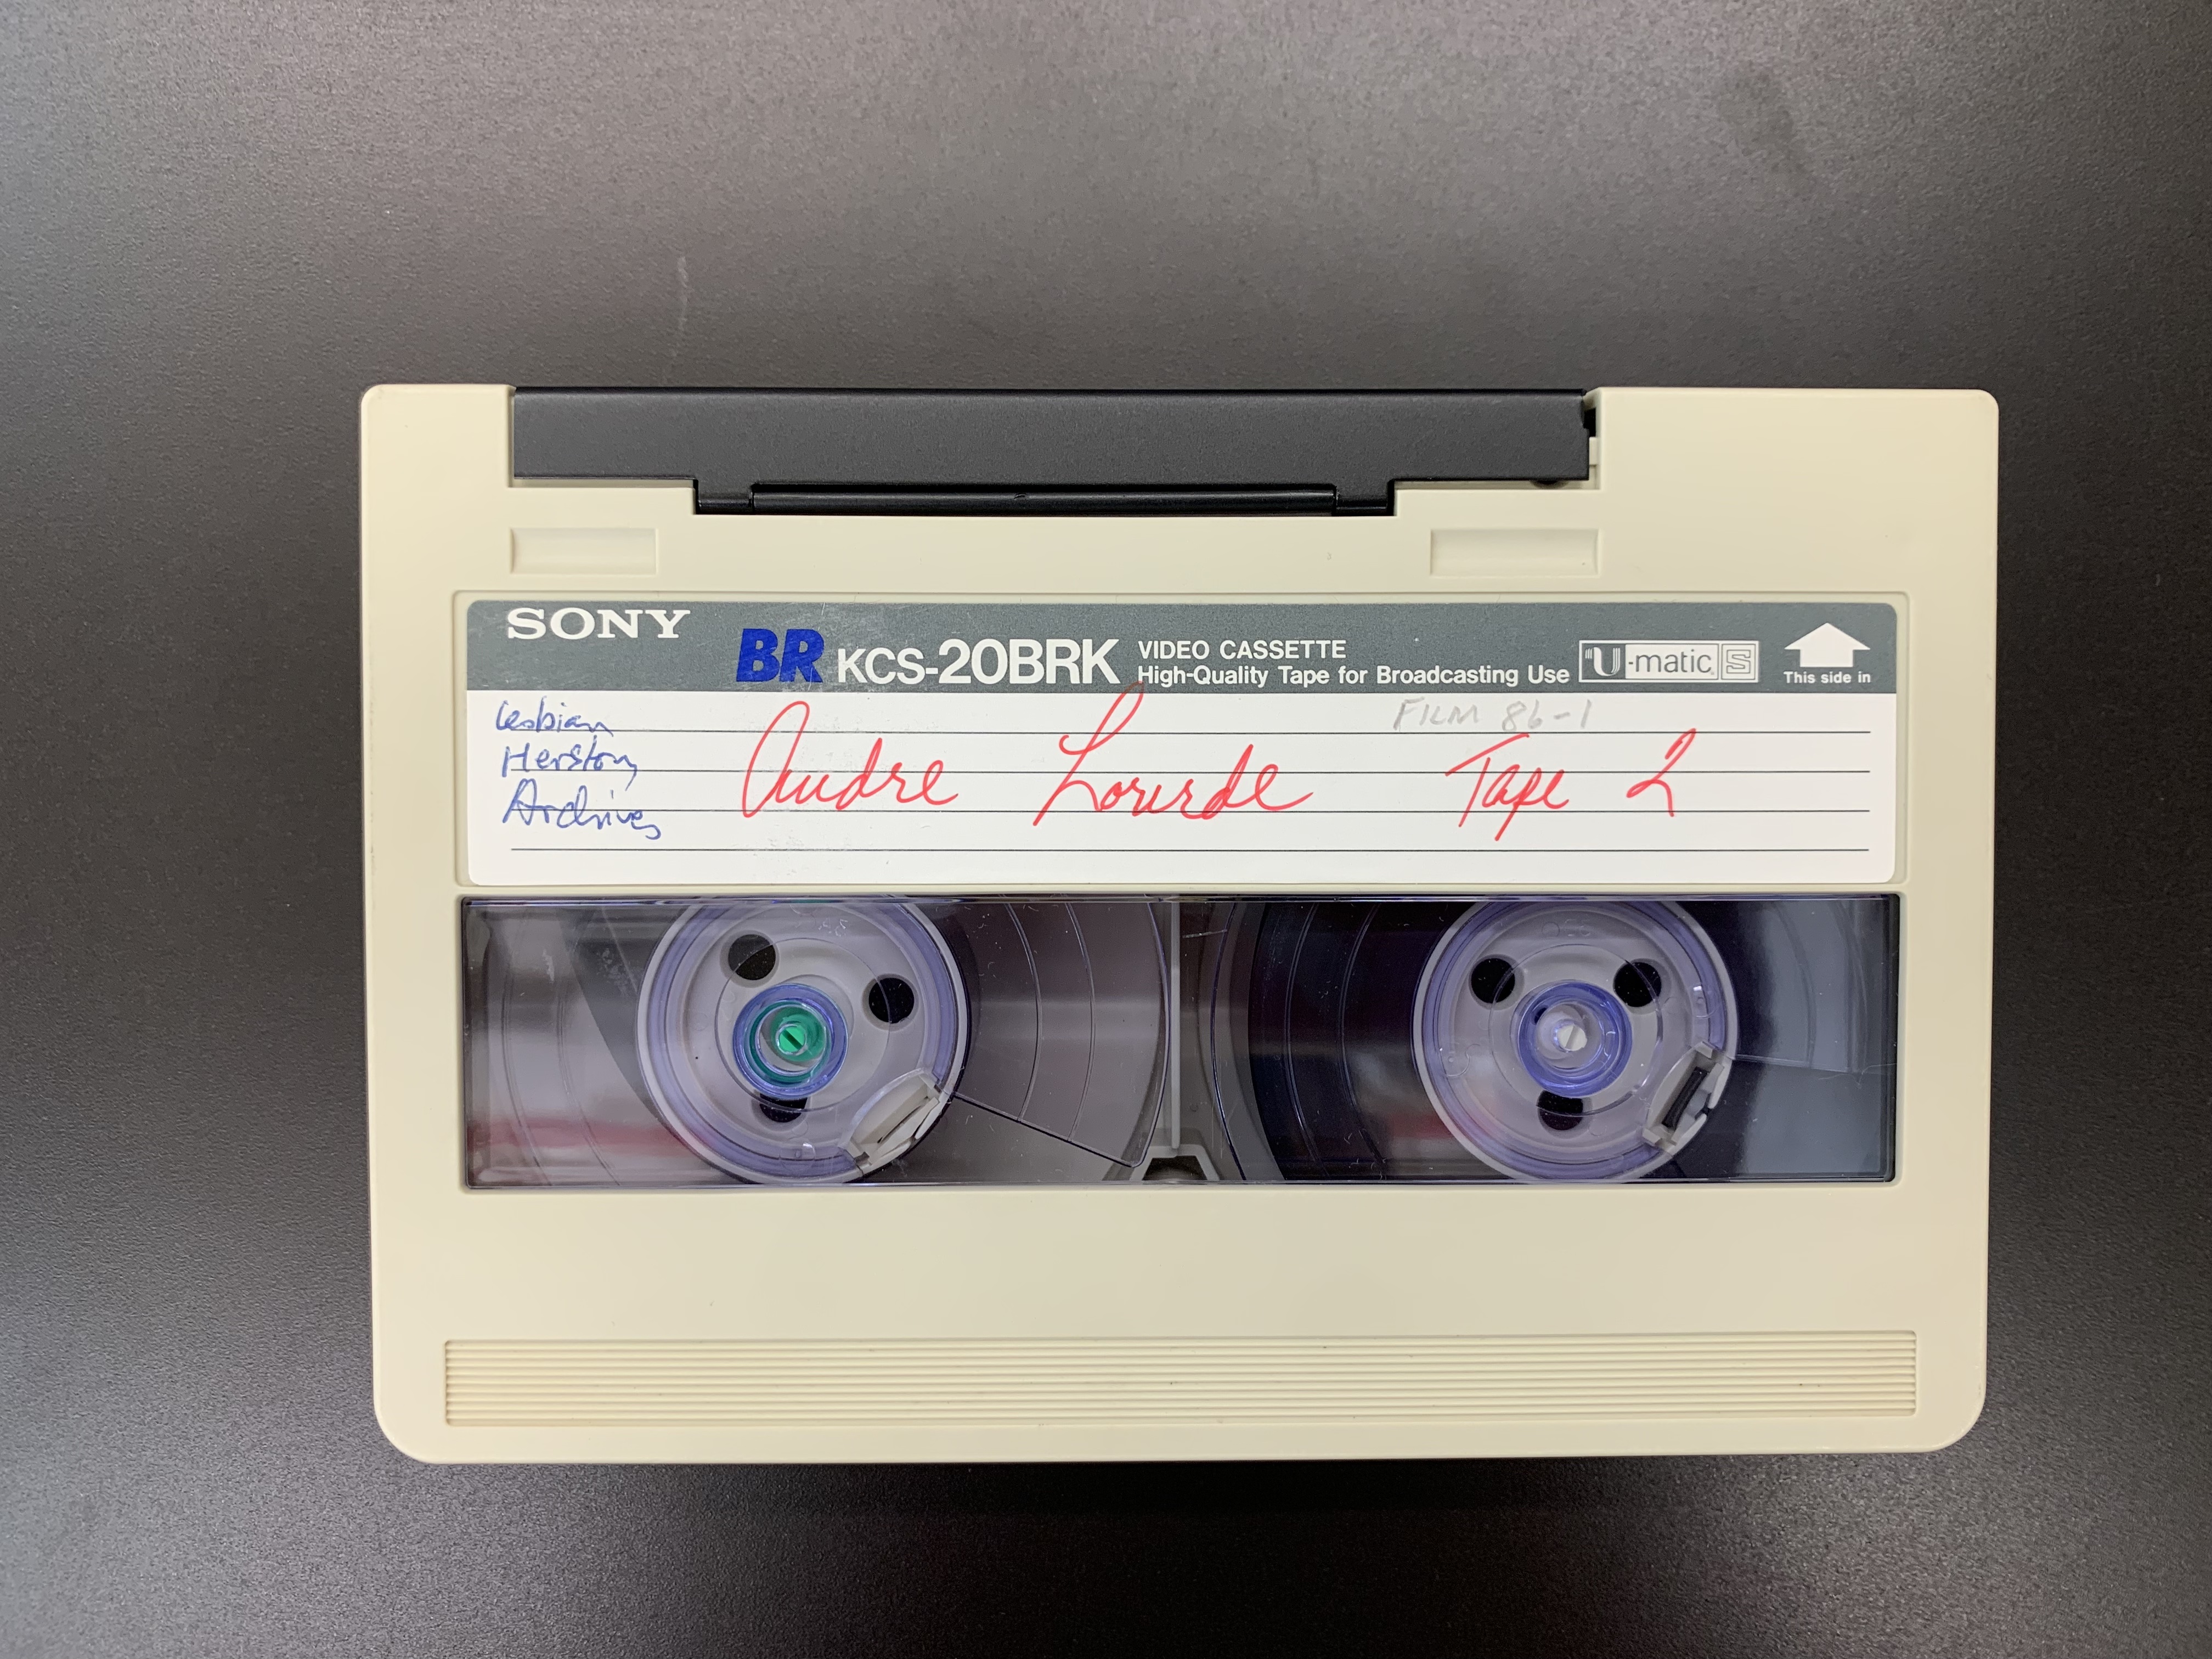 SONY
BR KCS-20BRK VIDEO CASSETTE
High-Quality Tape for Broadcasting Use
U-matic S
This side in
Lesbian
Herstory
Archives
FILM 86-1
Audre Lourde Tape 2